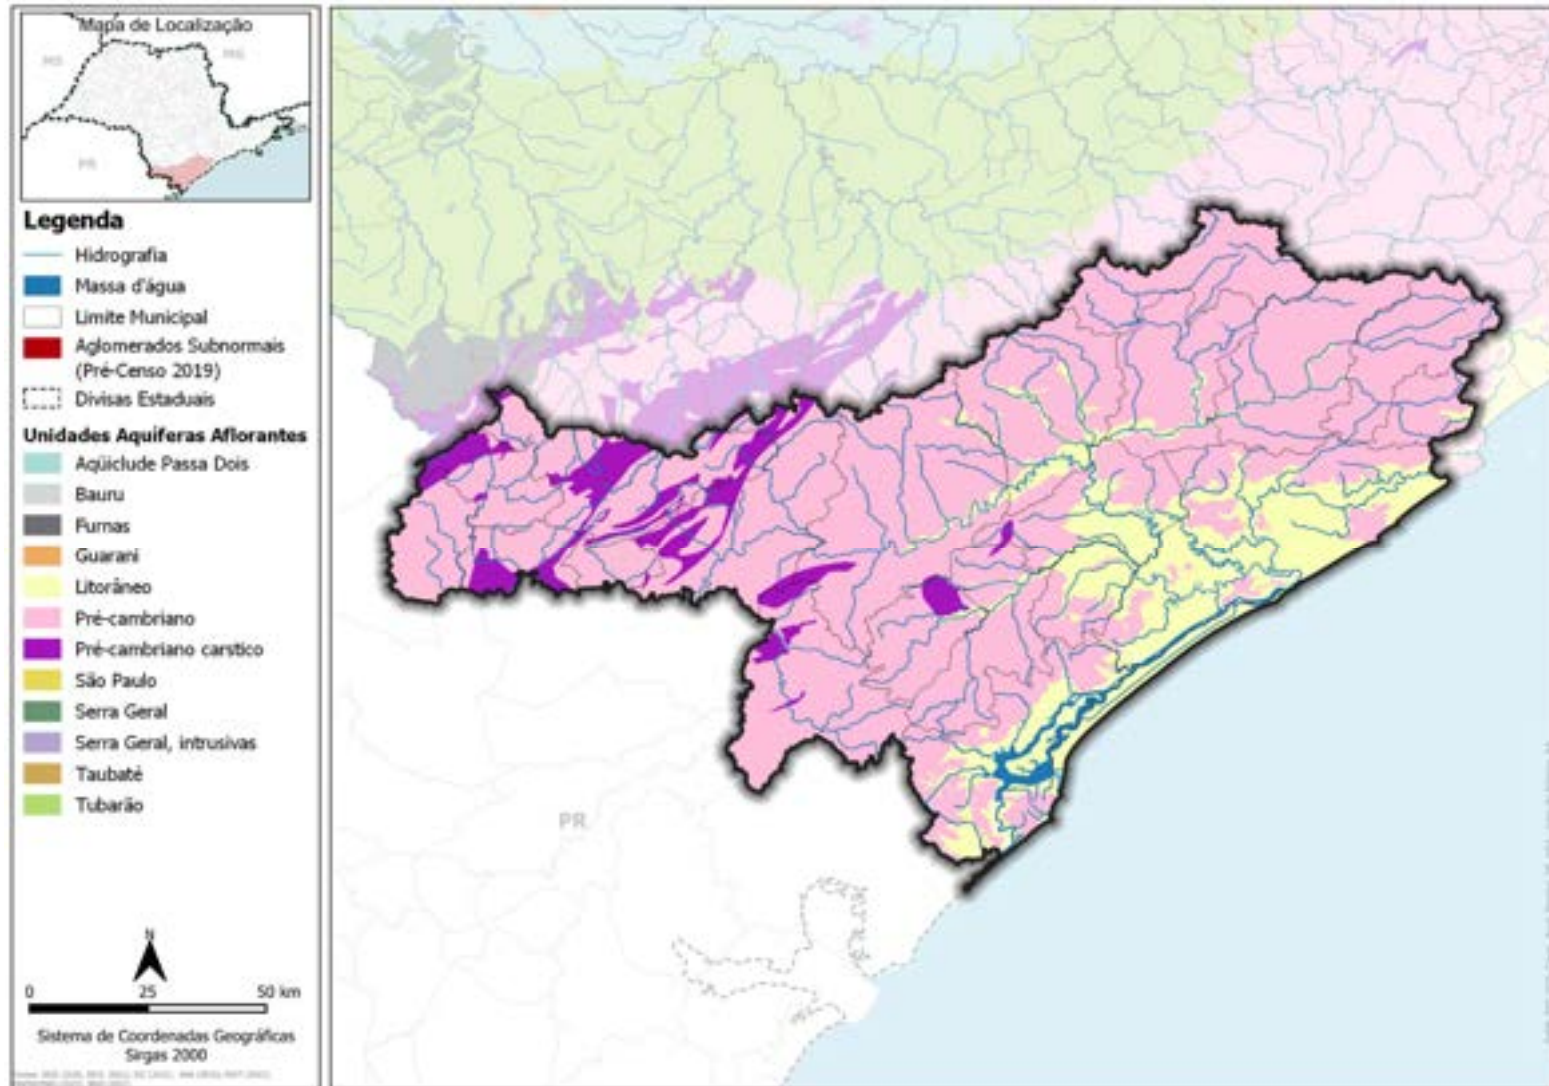 Mapa de Localização
MS
MG
PR
Legenda
Hidrografia
Massa d'água
Limite Municipal
Aglomerados Subnormais
(Pré-Censo 2019)
Divisas Estaduais
Unidades Aquíferas Aflorantes
Aqüiclude Passa Dois
Bauru
Furnas
Guarani
Litorâneo
Pré-cambriano
Pré-cambriano carstico
São Paulo
Serra Geral
Serra Geral, intrusivas
Taubaté
Tubarão
N
0 25 50 km
Sistema de Coordenadas Geográficas
Sirgas 2000
PR